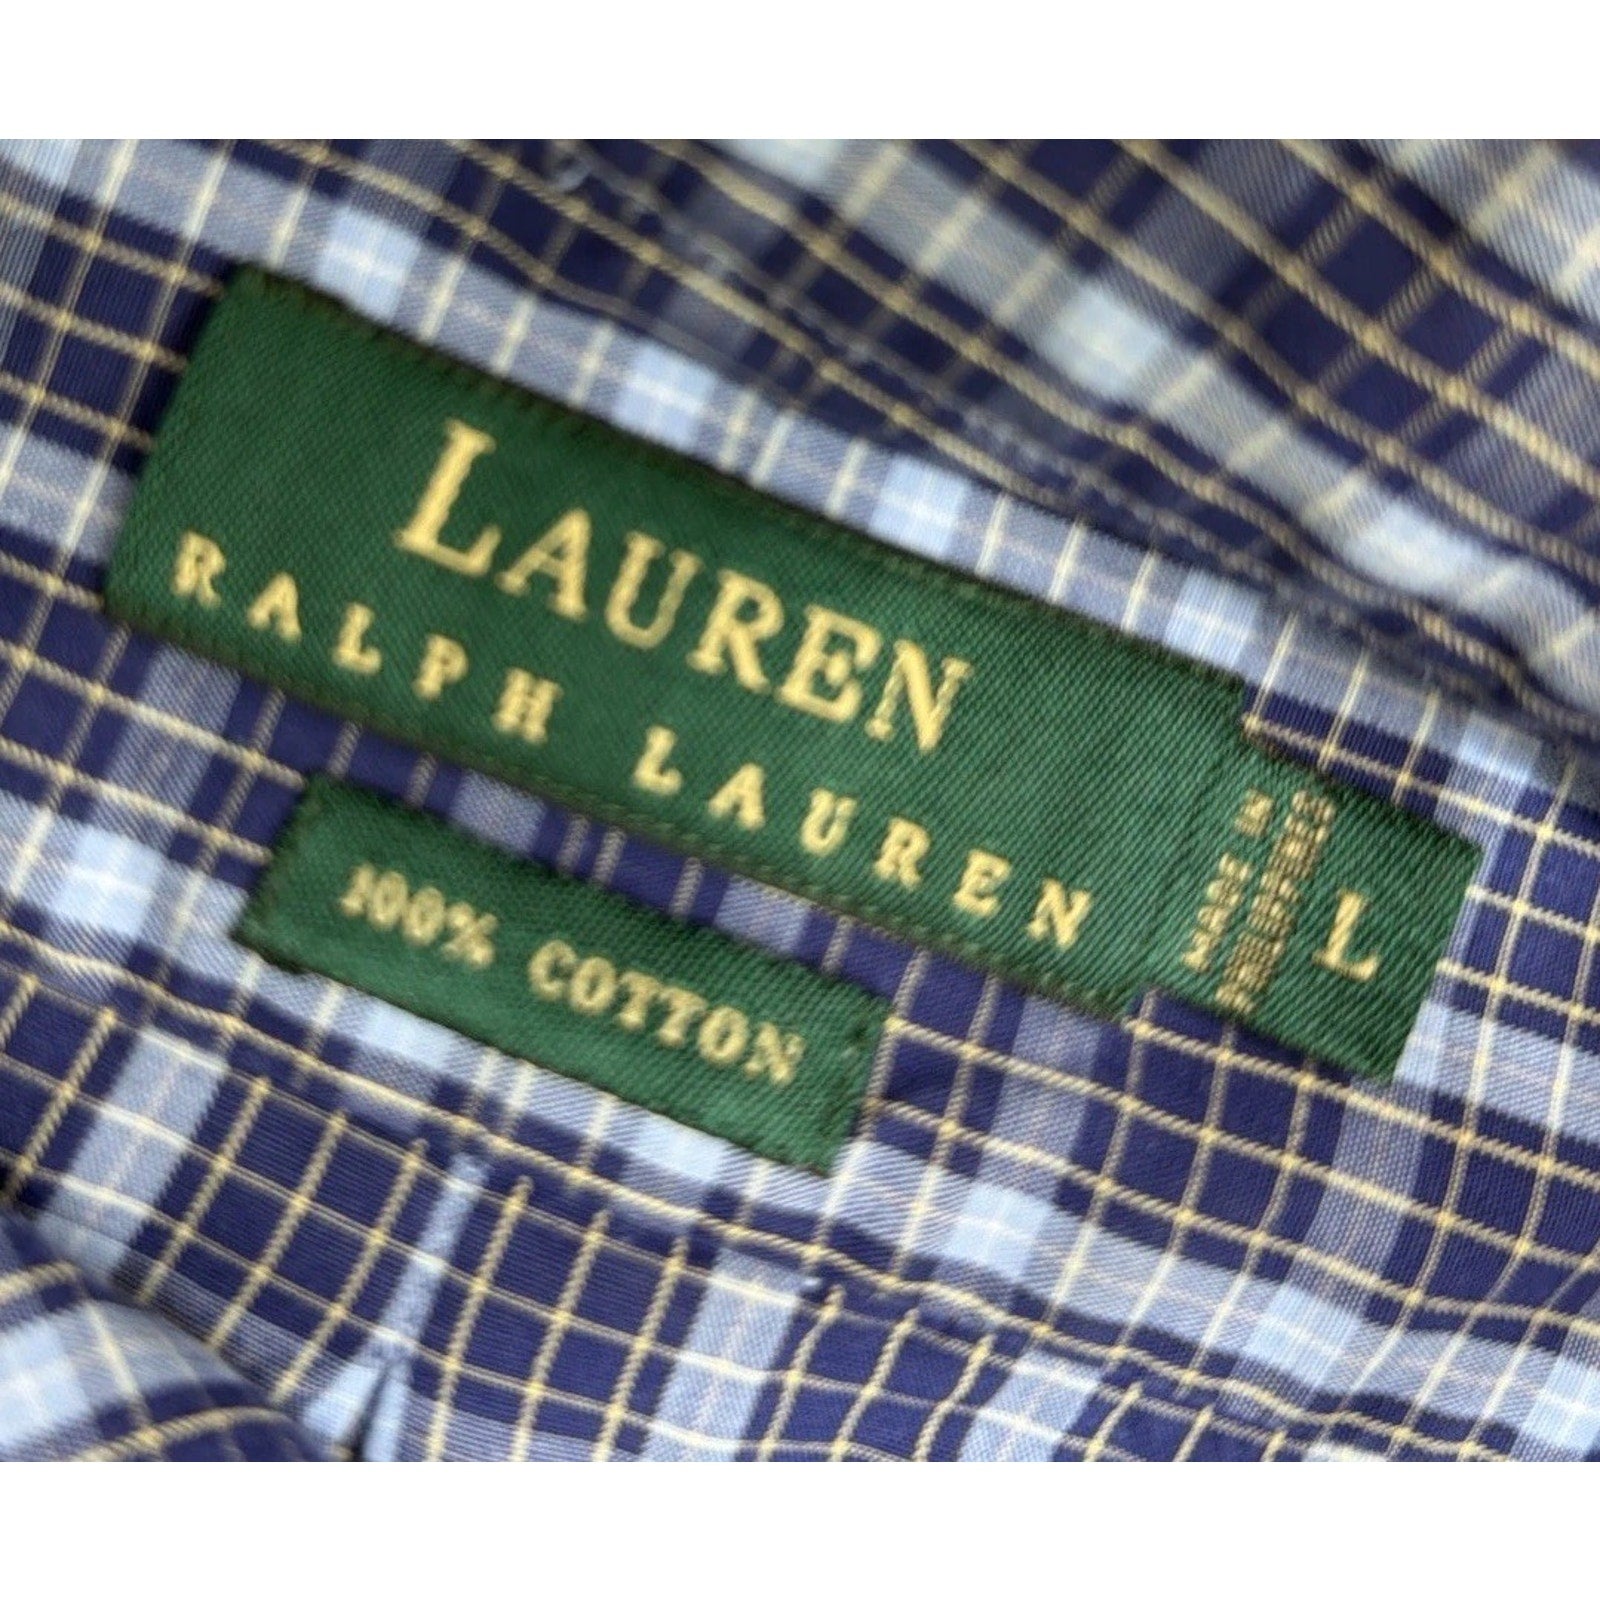 LAUREN
RALPH LAUREN
L
100% COTTON